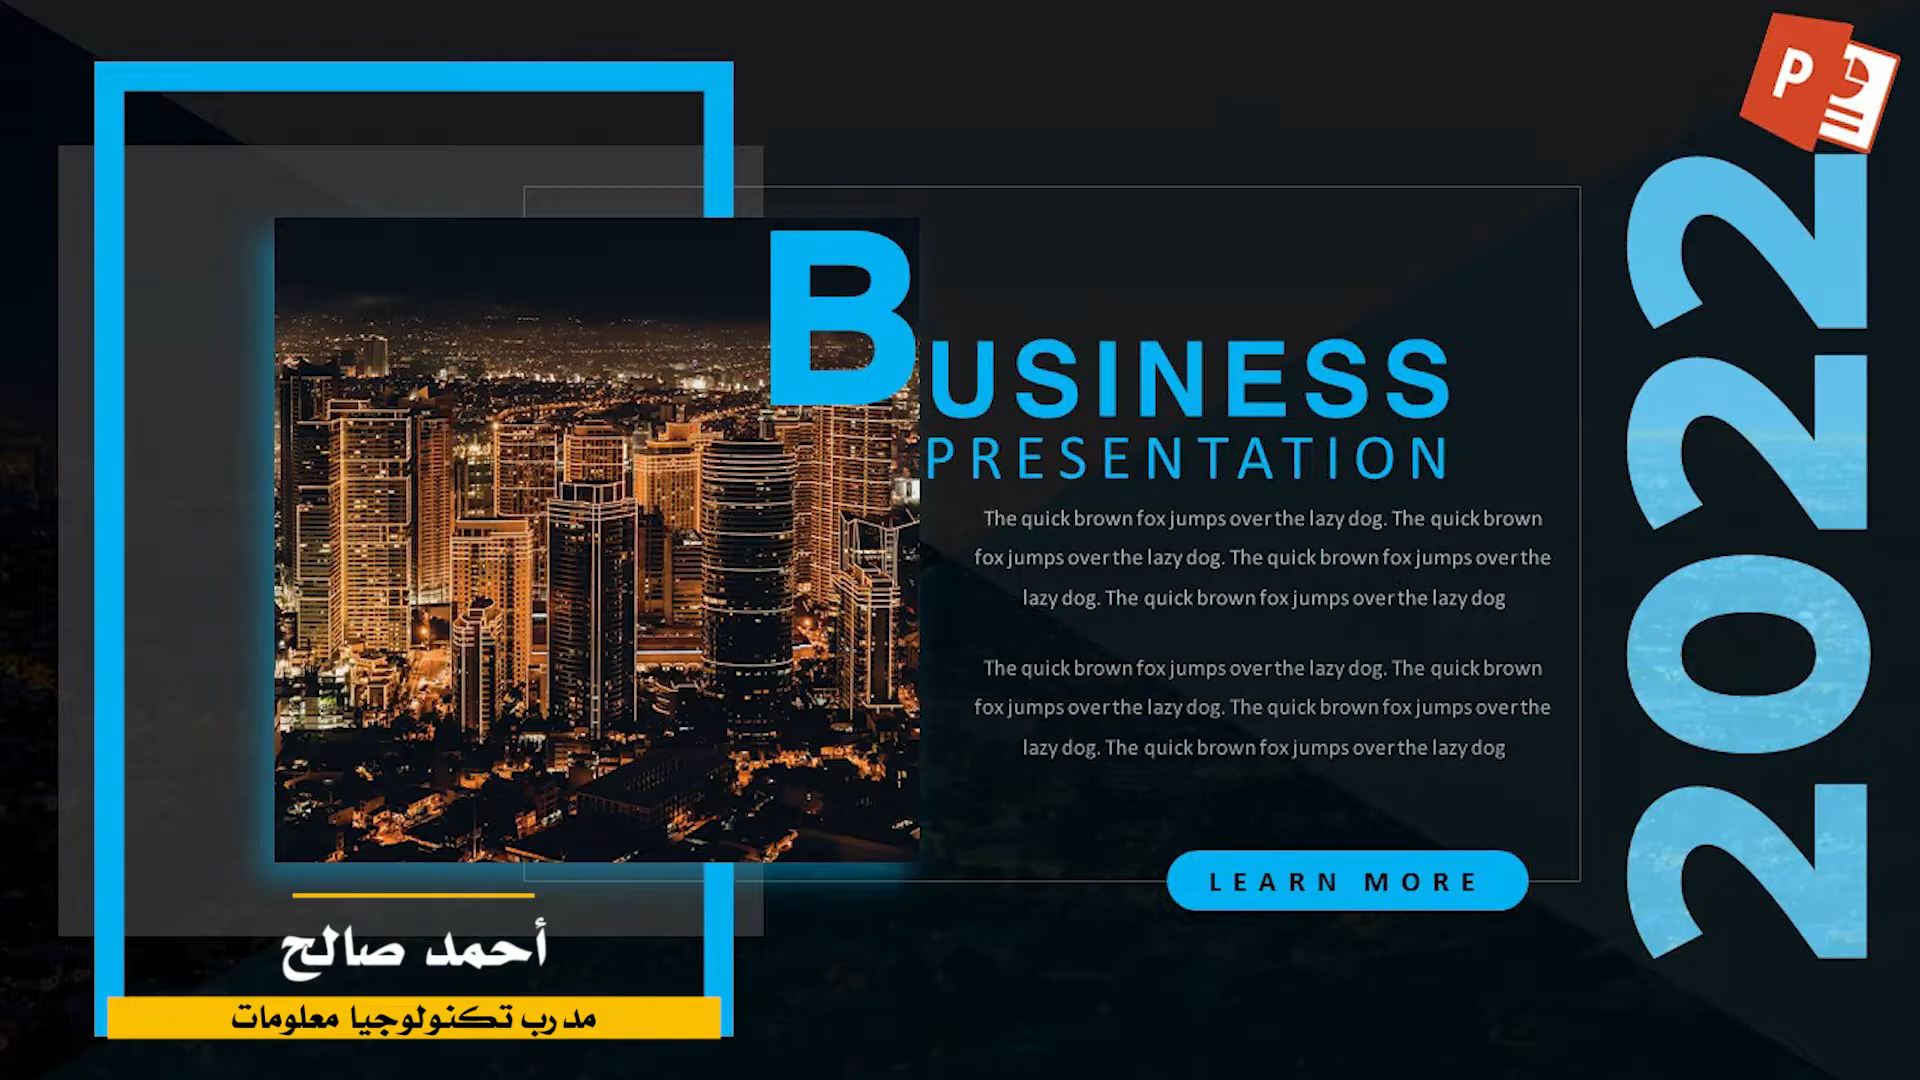 P
BUSINESS
PRESENTATION
The quick brown fox jumps over the lazy dog. The quick brown
fox jumps over the lazy dog. The quick brown fox jumps over the
lazy dog. The quick brown fox jumps over the lazy dog
The quick brown fox jumps over the lazy dog. The quick brown
fox jumps over the lazy dog. The quick brown fox jumps over the
lazy dog. The quick brown fox jumps over the lazy dog
LEARN MORE
2022
أحمد صالح
مدرب تكنولوجيا معلومات